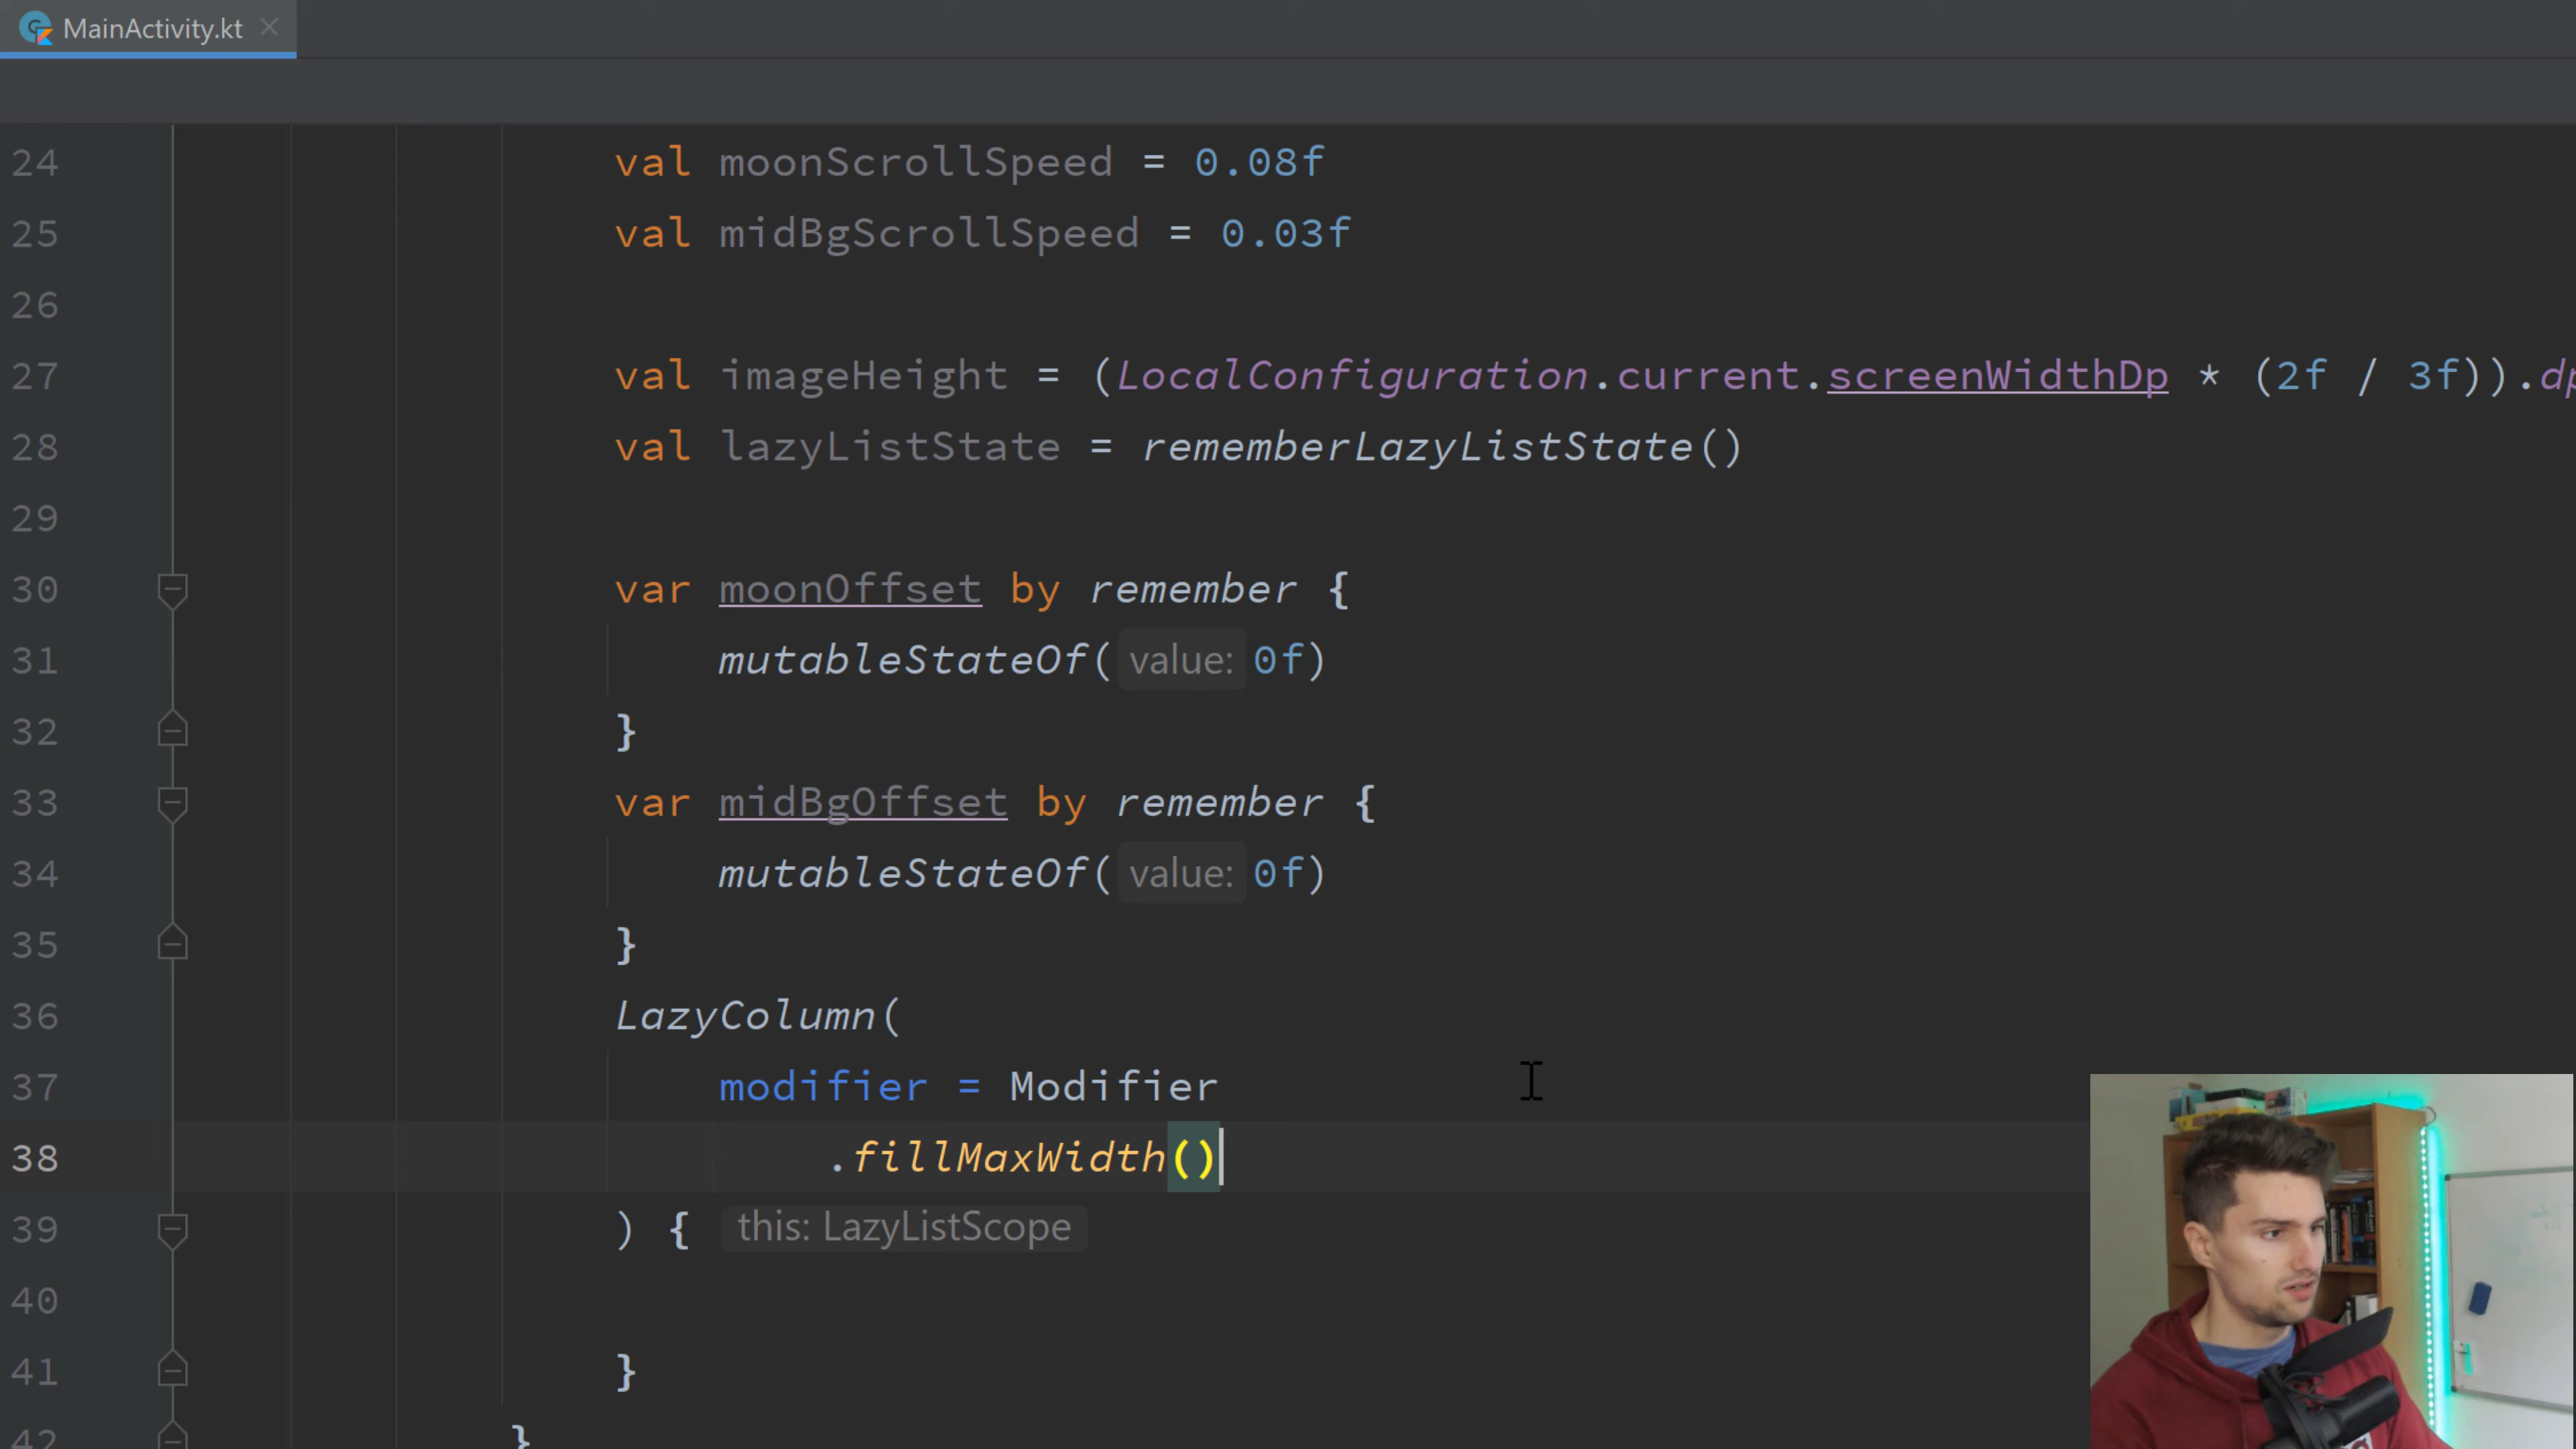 MainActivity.kt
24 val moonScrollSpeed = 0.08f
25 val midBgScrollSpeed = 0.03f
26
27 val imageHeight = (LocalConfiguration.current.screenWidthDp * (2f / 3f)).dp
28 val lazyListState = rememberLazyListState()
29
30 var moonOffset by remember {
31 mutableStateOf( value: 0f)
32 }
33 var midBgOffset by remember {
34 mutableStateOf( value: 0f)
35 }
36 LazyColumn(
37 modifier = Modifier
38 .fillMaxWidth()
39 ) { this: LazyListScope
40
41 }
42 }